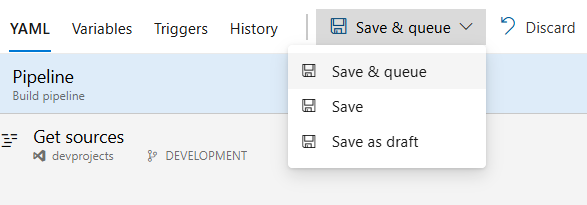 YAML Variables Triggers History Save & queue Discard
Pipeline
Build pipeline
Save & queue
Save
Save as draft
Get sources
devprojects DEVELOPMENT